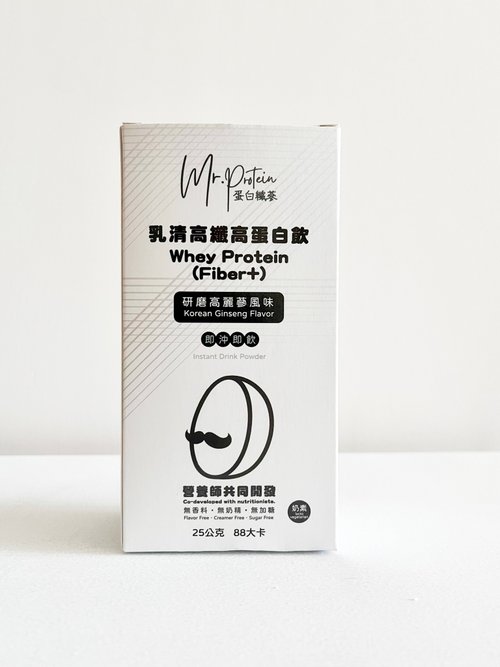 Mr. Protein
蛋白纖蔘
乳清高纖高蛋白飲
Whey Protein
(Fiber+)
研磨高麗蔘風味
Korean Ginseng Flavor
即沖即飲
Instant Drink Powder
營養師共同開發
Co-developed with nutritionists.
無香料・無奶精・無加糖
Flavor Free · Creamer Free · Sugar Free
奶素
lacto
vegetarian
25公克 88大卡